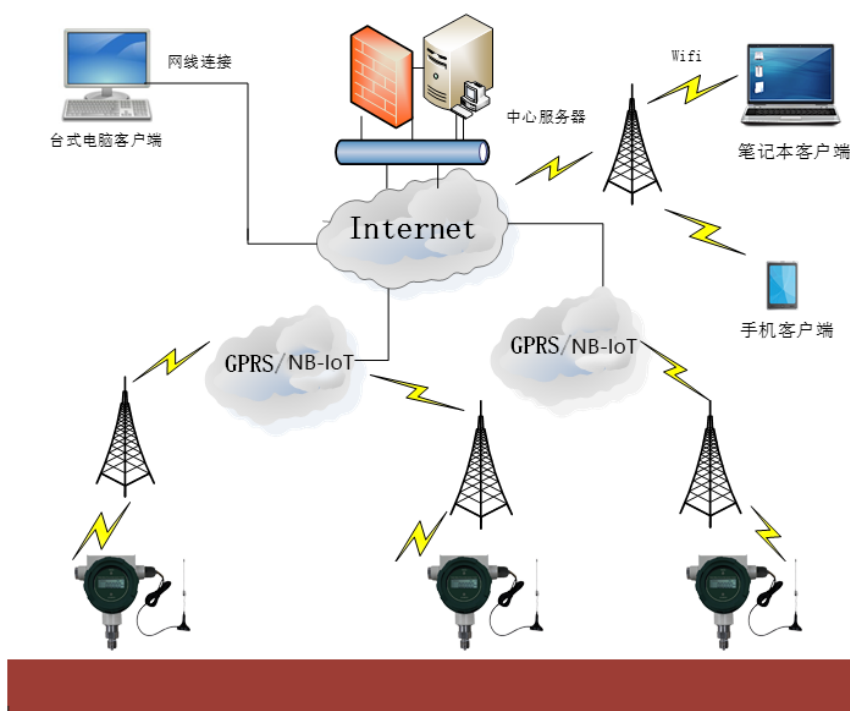 网线连接
Wifi
中心服务器
台式电脑客户端
笔记本客户端
Internet
手机客户端
GPRS/NB-IoT
GPRS/NB-IoT